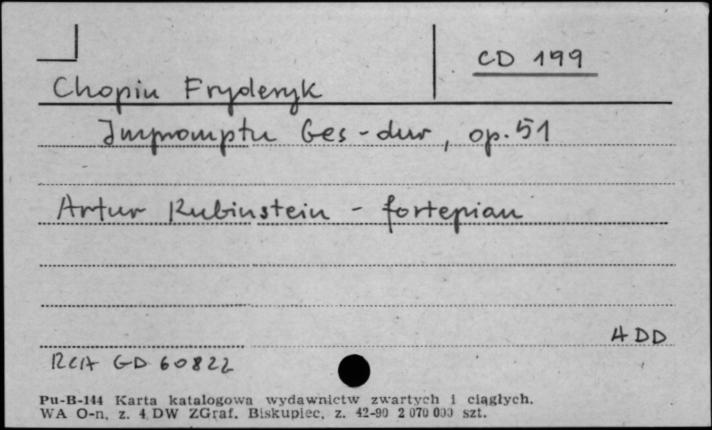 CD 199
Chopin Fryderyk
Impromptu Ges-dur, op. 51
Artur Rubinstein - fortepian
ADD
RCA GD 60822
Pu-B-144 Karta katalogowa wydawnictw zwartych i ciągłych.
WA O-n. z. 4 DW ZGraf. Biskupiec, z. 42-90 2 070 000 szt.